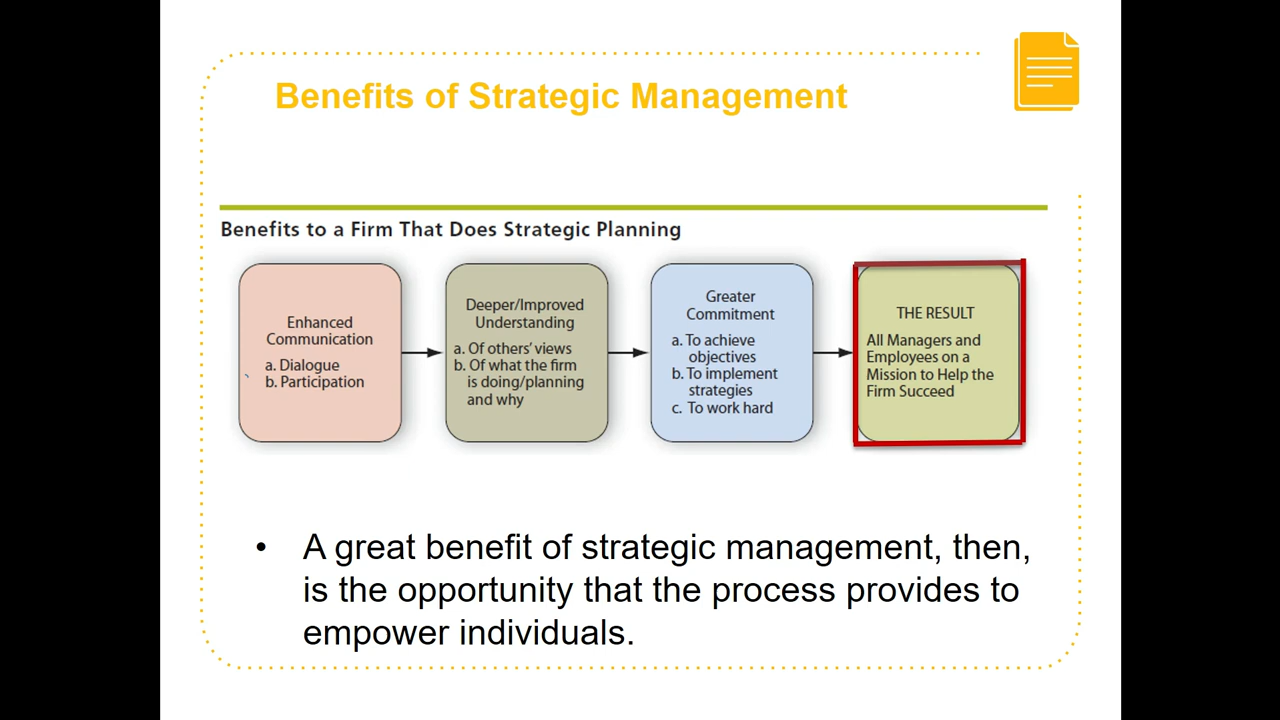 Benefits of Strategic Management
Benefits to a Firm That Does Strategic Planning
Enhanced
Communication
a. Dialogue
b. Participation
Deeper/Improved
Understanding
a. Of others' views
b. Of what the firm
is doing/planning
and why
Greater
Commitment
a. To achieve
objectives
b. To implement
strategies
c. To work hard
THE RESULT
All Managers and
Employees on a
Mission to Help the
Firm Succeed
• A great benefit of strategic management, then,
is the opportunity that the process provides to
empower individuals.